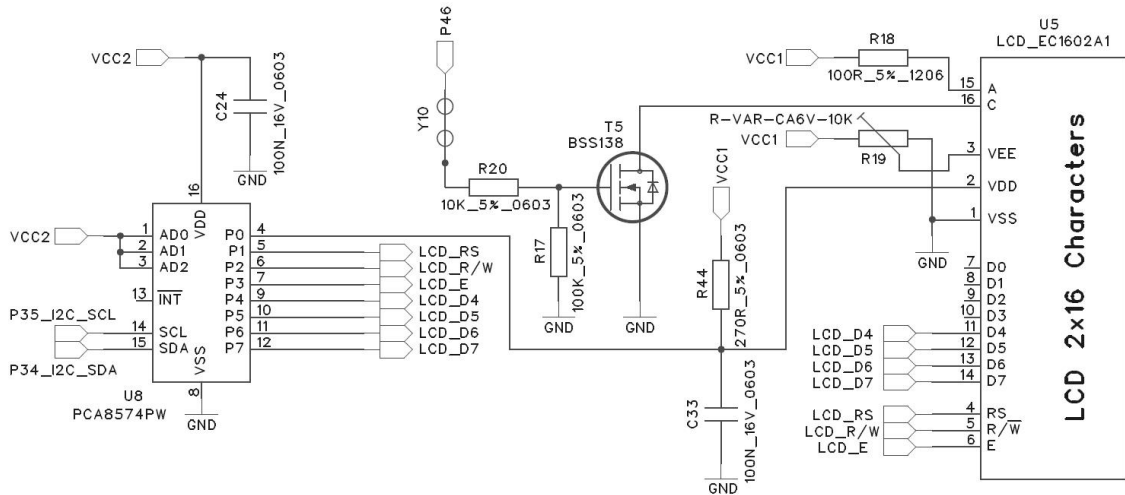 VCC2
C24
100N_16V_0603
GND
16
VDD
VCC2
1 AD0
2 AD1
3 AD2
13 INT
P35_I2C_SCL
14 SCL
15 SDA
P34_I2C_SDA
VSS
8
GND
U8
PCA8574PW
P0 4
P1 5 LCD_RS
P2 6 LCD_R/W
P3 7 LCD_E
P4 9 LCD_D4
P5 10 LCD_D5
P6 11 LCD_D6
P7 12 LCD_D7
P46
Y10
R20
10K_5%_0603
R17
100K_5%_0603
GND
T5
BSS138
GND
VCC1
R44
270R_5%_0603
C33
100N_16V_0603
GND
VCC1
R18
100R_5%_1206
R-VAR-CA6V-10K
VCC1
R19
GND
U5
LCD_EC1602A1
15 A
16 C
3 VEE
2 VDD
1 VSS
7 D0
8 D1
9 D2
10 D3
LCD_D4 11 D4
LCD_D5 12 D5
LCD_D6 13 D6
LCD_D7 14 D7
LCD_RS 4 RS
LCD_R/W 5 R/W
LCD_E 6 E
LCD 2x16 Characters